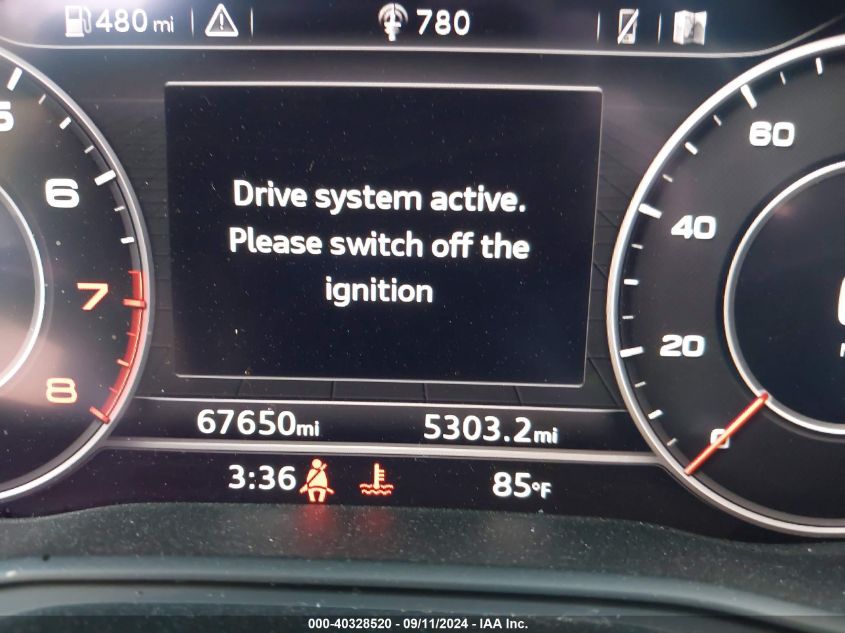 480 mi 780
Drive system active.
Please switch off the
ignition
5
6
7
8
60
40
20
0
67650mi 5303.2mi
3:36 85°F
000-40328520 - 09/11/2024 - IAA Inc.